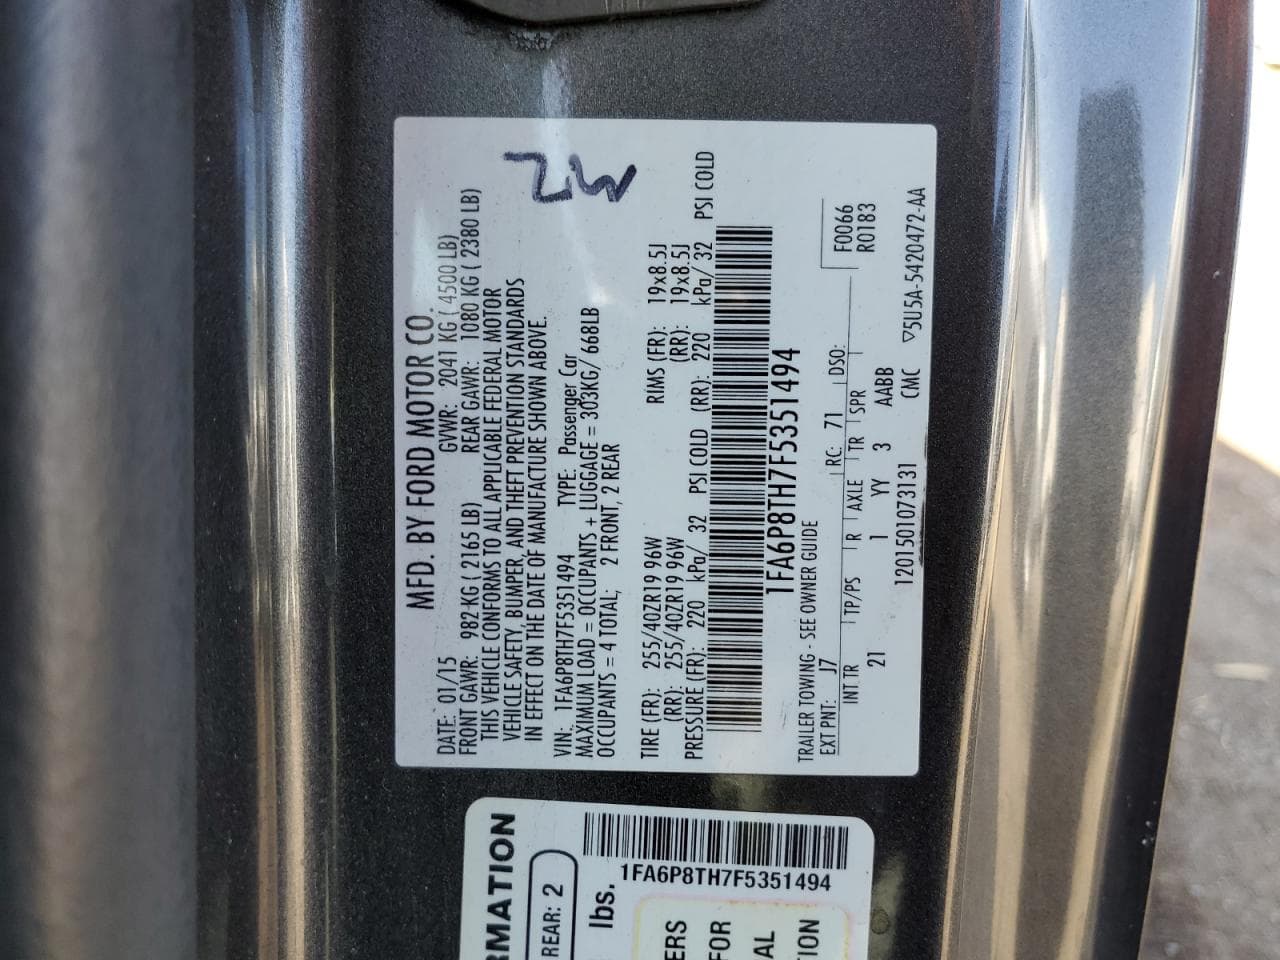 MFD. BY FORD MOTOR CO.
DATE: 01/15 GVWR: 2041 KG ( 4500 LB)
FRONT GAWR: 982 KG ( 2165 LB) REAR GAWR: 1080 KG ( 2380 LB)
THIS VEHICLE CONFORMS TO ALL APPLICABLE FEDERAL MOTOR
VEHICLE SAFETY, BUMPER, AND THEFT PREVENTION STANDARDS
IN EFFECT ON THE DATE OF MANUFACTURE SHOWN ABOVE.
VIN: 1FA6P8TH7F5351494 TYPE: Passenger Car
MAXIMUM LOAD = OCCUPANTS + LUGGAGE = 303KG/ 668LB
OCCUPANTS = 4 TOTAL; 2 FRONT, 2 REAR
TIRE (FR): 255/40ZR19 96W RIMS (FR): 19x8.5J
(RR): 255/40ZR19 96W (RR): 19x8.5J
PRESSURE (FR): 220 kPa/ 32 PSI COLD (RR): 220 kPa/ 32 PSI COLD
1FA6P8TH7F5351494
TRAILER TOWING - SEE OWNER GUIDE
EXT PNT: J7 RC: 71 DSO: F0066
INT TR TP/PS R AXLE TR SPR R0183
21 1 YY 3 AABB
1201501073131 CMC ▽5U5A-5420472-AA
RMATION
REAR: 2
lbs.
1FA6P8TH7F5351494
ERS
FOR
AL
TION